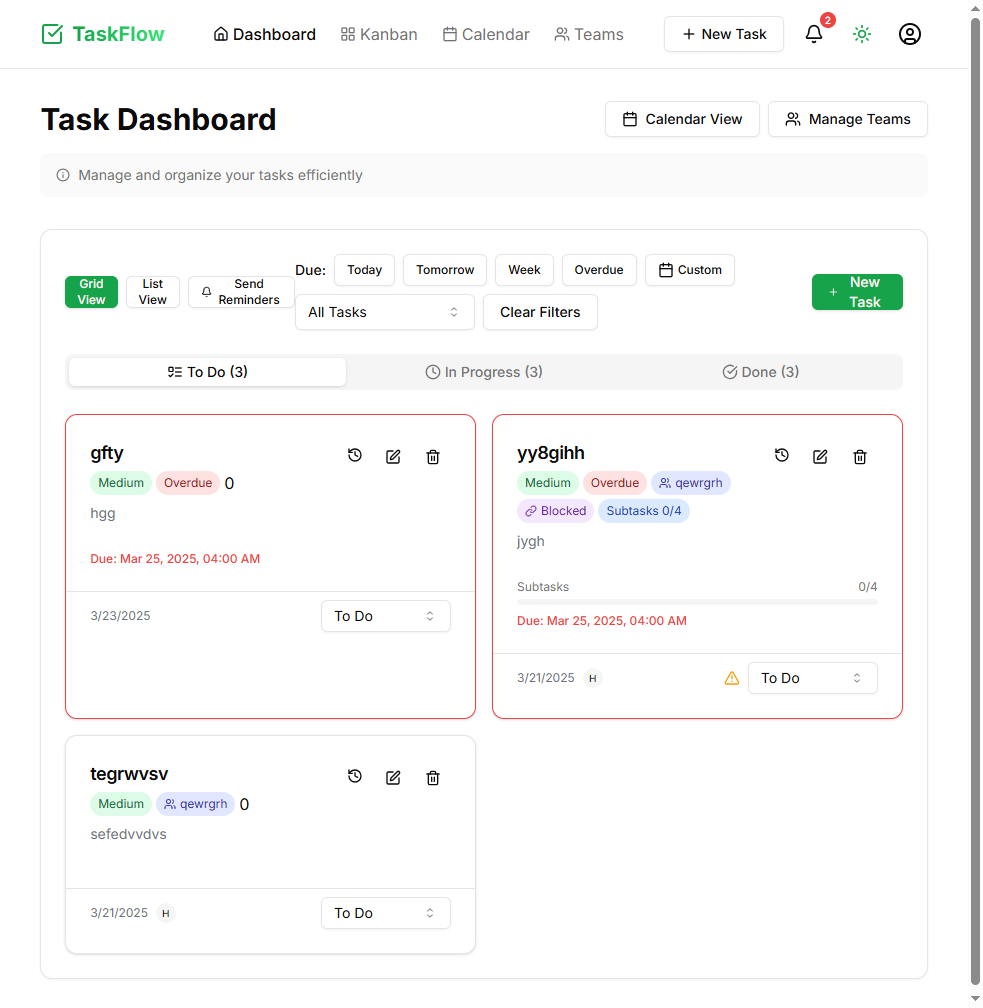 TaskFlow Dashboard Kanban Calendar Teams + New Task 2
Task Dashboard Calendar View Manage Teams
Manage and organize your tasks efficiently
Grid View List View Send Reminders
Due: Today Tomorrow Week Overdue Custom
All Tasks Clear Filters
+ New Task
To Do (3) In Progress (3) Done (3)
gfty
Medium Overdue 0
hgg
Due: Mar 25, 2025, 04:00 AM
3/23/2025 To Do
yy8gihh
Medium Overdue qewrgrh
Blocked Subtasks 0/4
jygh
Subtasks 0/4
Due: Mar 25, 2025, 04:00 AM
3/21/2025 H To Do
tegrwvsv
Medium qewrgrh 0
sefedvvdvs
3/21/2025 H To Do